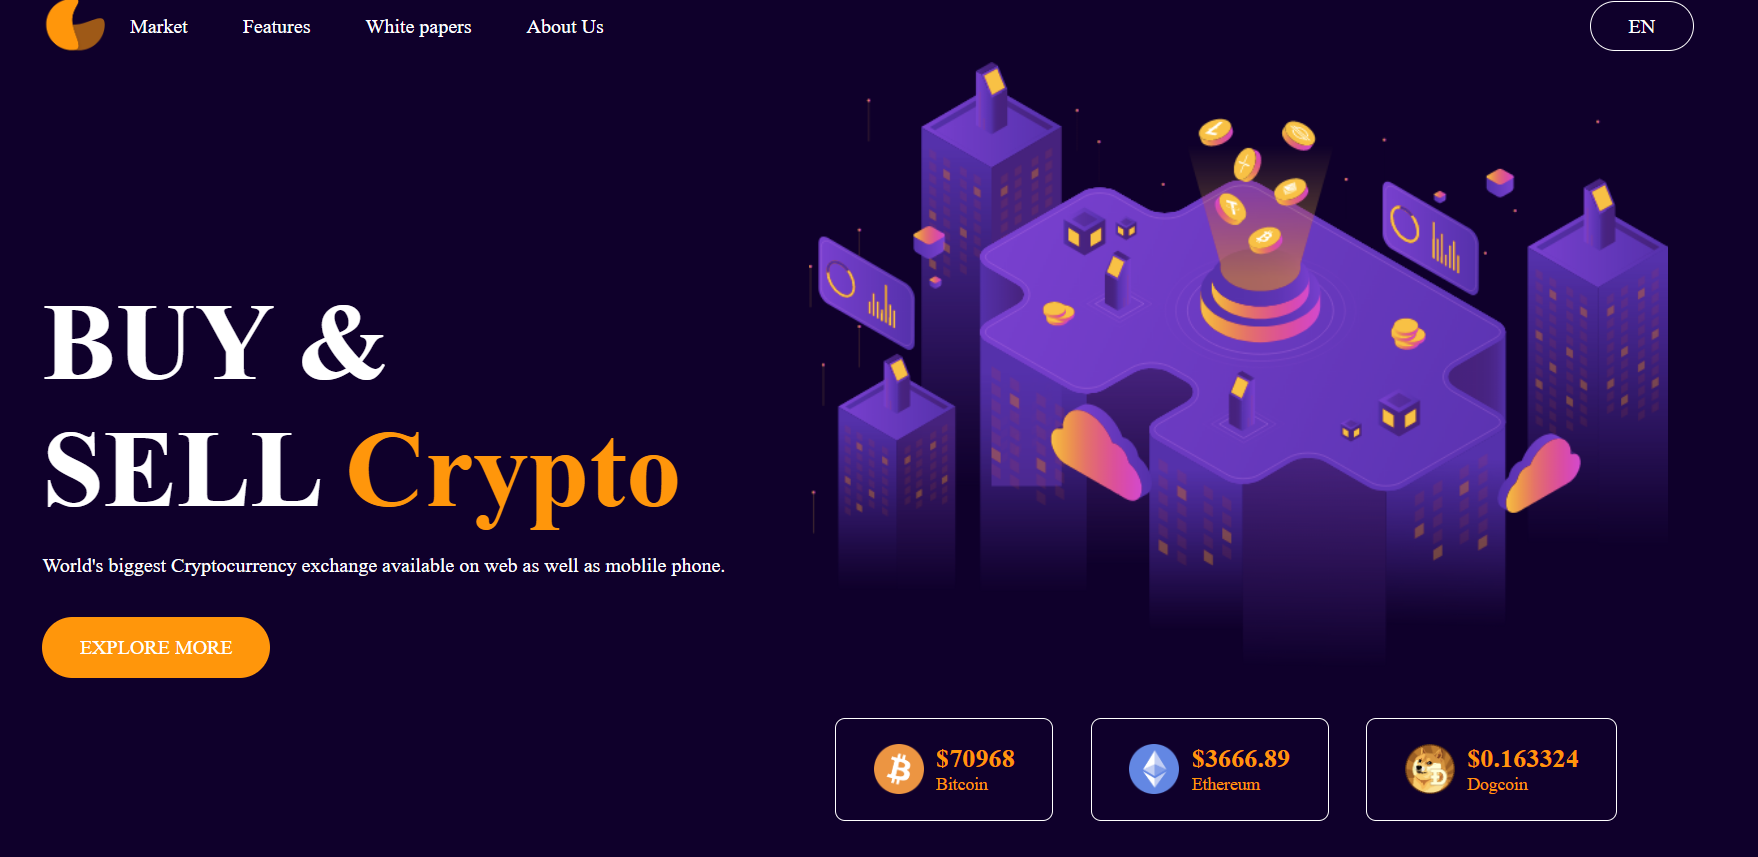 Market Features White papers About Us EN
BUY &
SELL Crypto
World's biggest Cryptocurrency exchange available on web as well as moblile phone.
EXPLORE MORE
$70968
Bitcoin
$3666.89
Ethereum
$0.163324
Dogcoin